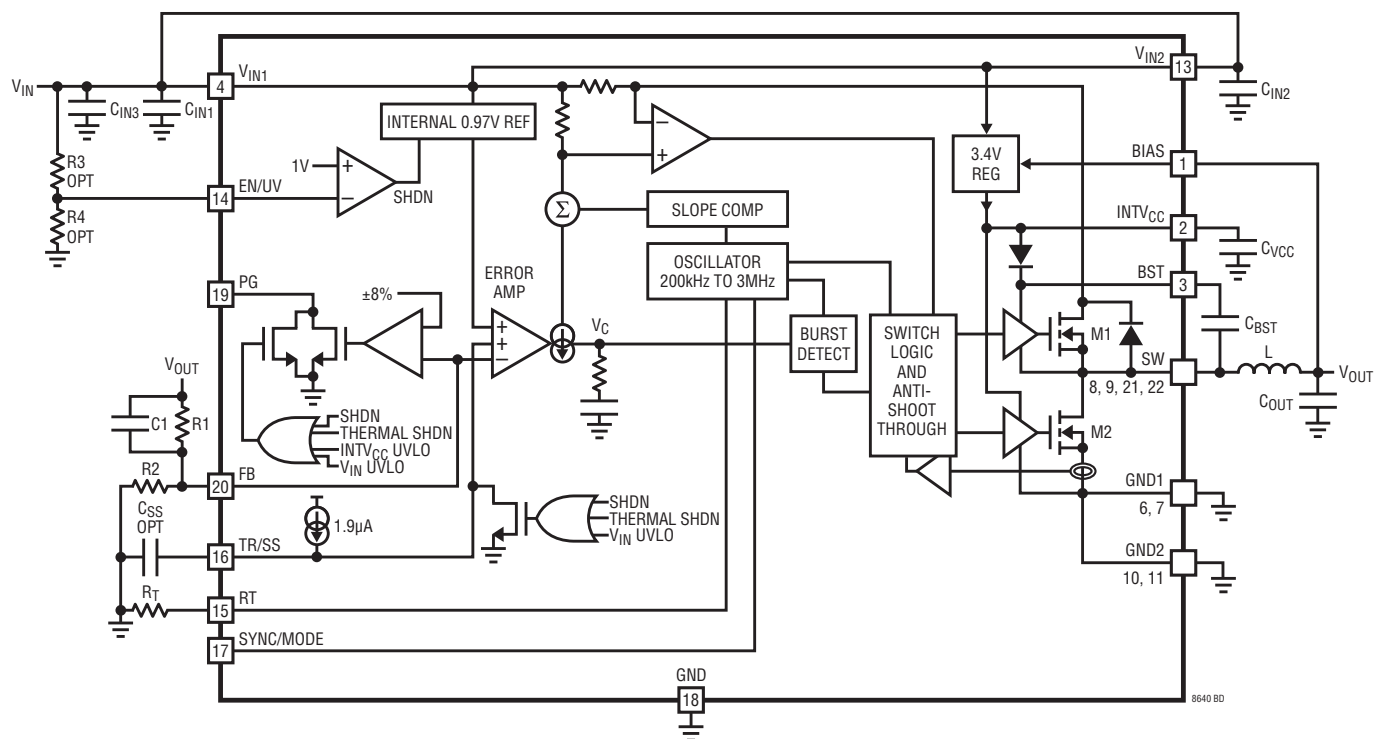 VIN
CIN3
CIN1
4
VIN1
VIN2
13
CIN2
R3
OPT
R4
OPT
14
EN/UV
1V
+
−
SHDN
INTERNAL 0.97V REF
−
+
Σ
SLOPE COMP
OSCILLATOR
200kHz TO 3MHz
3.4V
REG
BIAS
1
INTVCC
2
CVCC
BST
3
CBST
19
PG
±8%
ERROR
AMP
+
+
−
VC
BURST
DETECT
SWITCH
LOGIC
AND
ANTI-
SHOOT
THROUGH
M1
SW
8, 9, 21, 22
L
VOUT
COUT
M2
VOUT
C1
R1
SHDN
THERMAL SHDN
INTVCC UVLO
VIN UVLO
R2
20
FB
GND1
6, 7
CSS
OPT
1.9µA
SHDN
THERMAL SHDN
VIN UVLO
16
TR/SS
GND2
10, 11
RT
15
RT
17
SYNC/MODE
GND
18
8640 BD